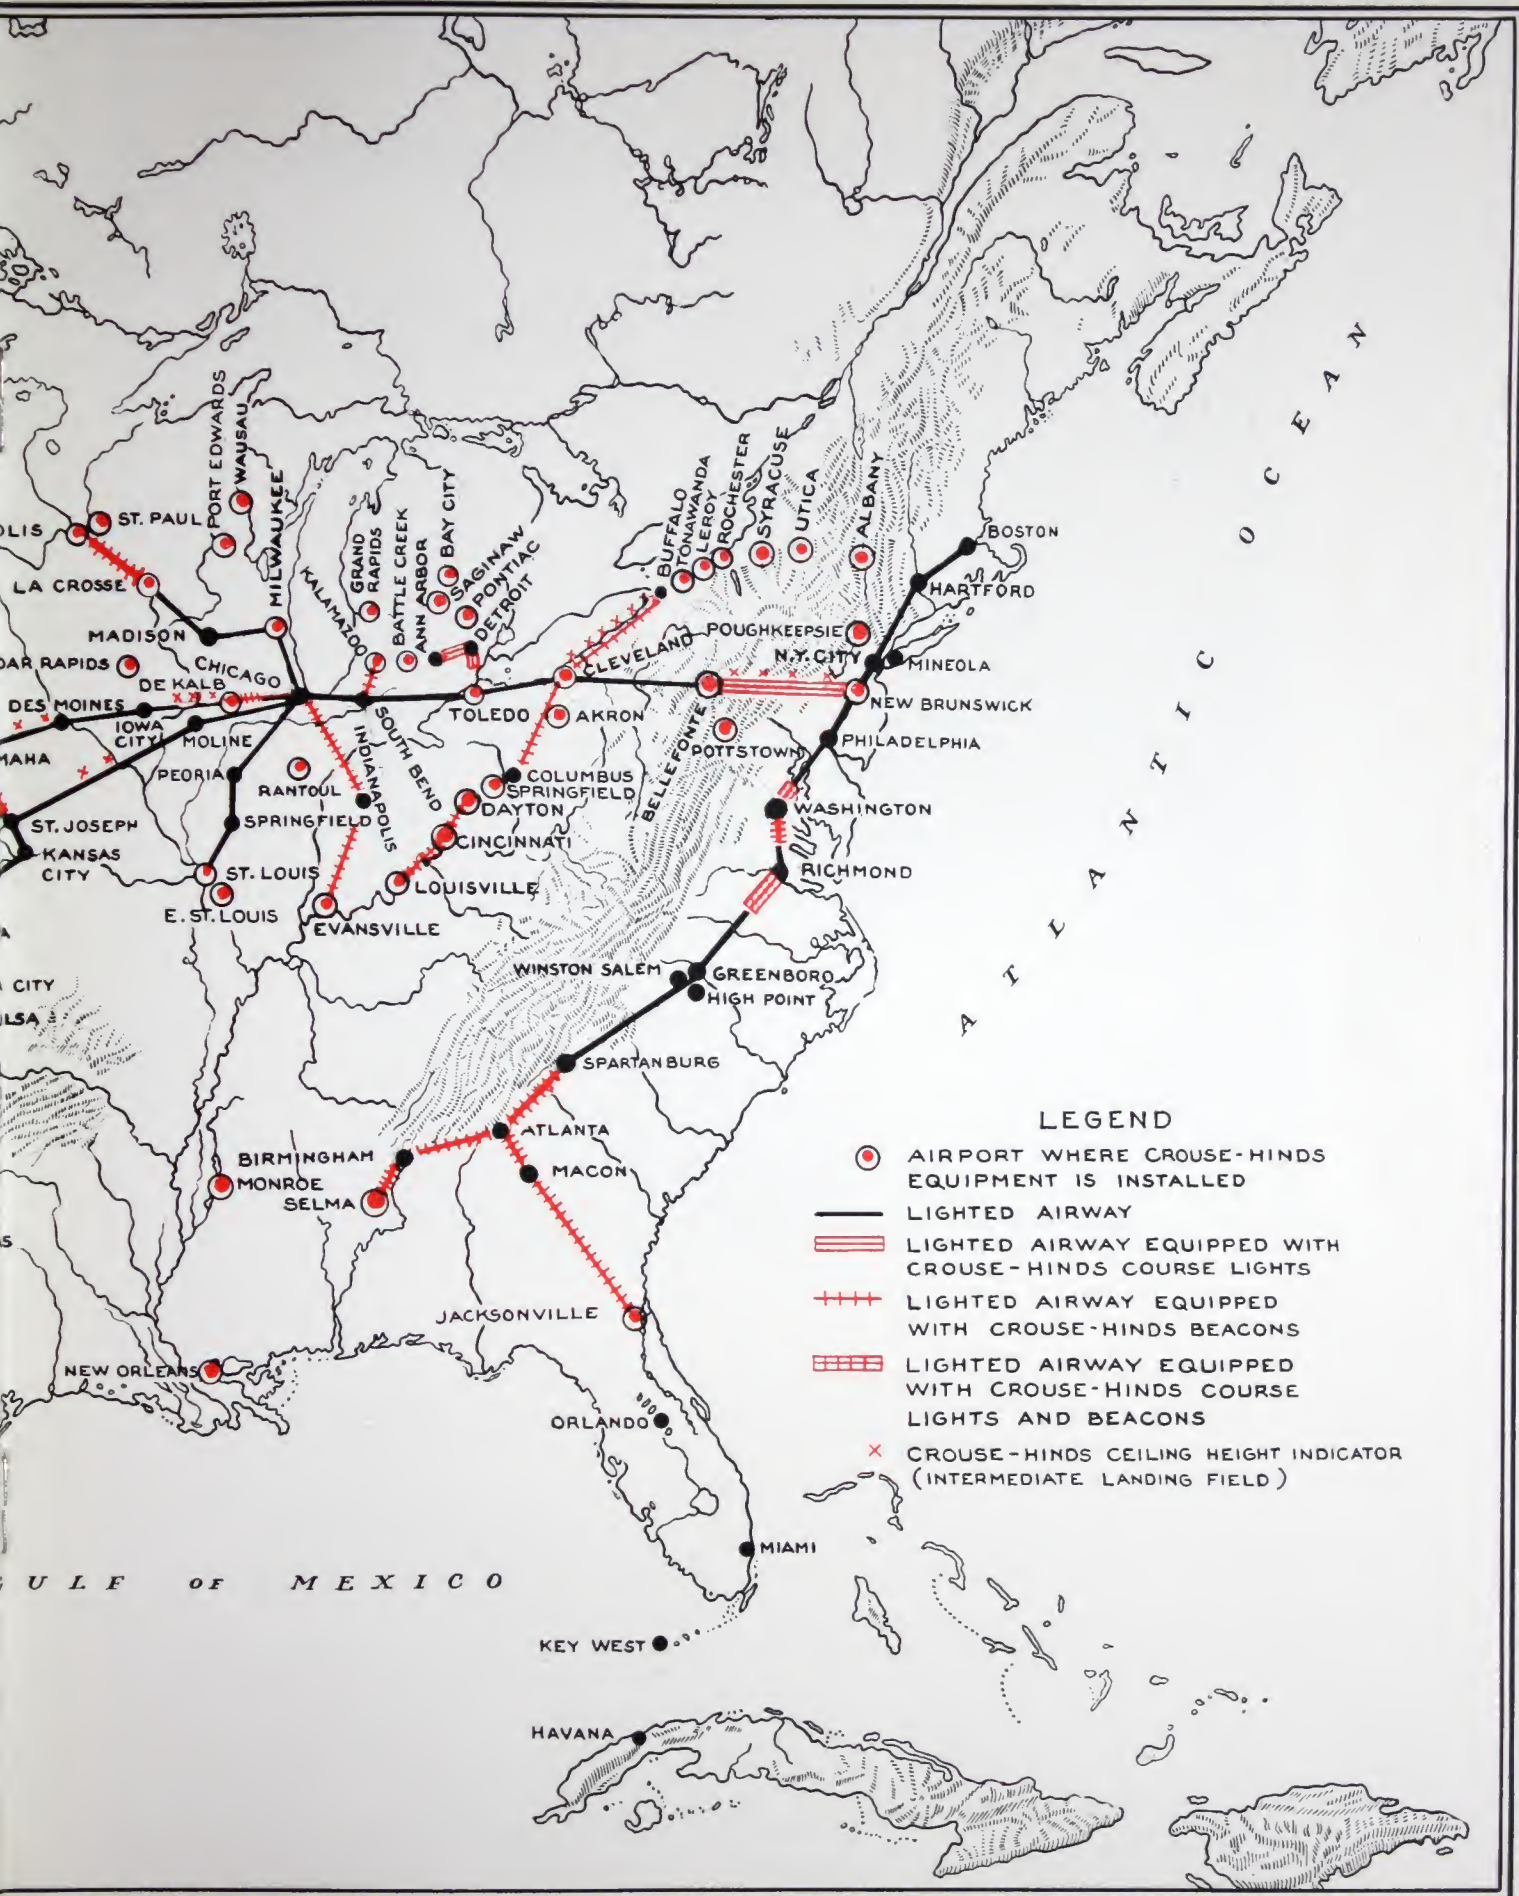 PORT EDWARDS
WAUSAU
MILWAUKEE
OLIS
ST. PAUL
LA CROSSE
MADISON
DAR RAPIDS
CHICAGO
DE KALB
DES MOINES
IOWA
CITY
MOLINE
MAHA
PEORIA
RANTOUL
ST. JOSEPH
SPRINGFIELD
KANSAS
CITY
ST. LOUIS
E. ST. LOUIS
EVANSVILLE
KALAMAZOO
GRAND
RAPIDS
BATTLE CREEK
ANN ARBOR
BAY CITY
SAGINAW
PONTIAC
DETROIT
SOUTH BEND
INDIANAPOLIS
TOLEDO
CLEVELAND
AKRON
COLUMBUS
SPRINGFIELD
DAYTON
CINCINNATI
LOUISVILLE
BUFFALO
TONAWANDA
LEROY
ROCHESTER
SYRACUSE
UTICA
ALBANY
BOSTON
HARTFORD
POUGHKEEPSIE
N.Y. CITY
MINEOLA
NEW BRUNSWICK
BELLEFONTE
POTTSTOWN
PHILADELPHIA
WASHINGTON
RICHMOND
WINSTON SALEM
GREENBORO
HIGH POINT
A
CITY
LSA
SPARTANBURG
ATLANTA
BIRMINGHAM
MACON
MONROE
SELMA
S
JACKSONVILLE
NEW ORLEANS
ORLANDO
MIAMI
KEY WEST
HAVANA
ULF OF MEXICO
ATLANTIC OCEAN
LEGEND
AIRPORT WHERE CROUSE-HINDS
EQUIPMENT IS INSTALLED
LIGHTED AIRWAY
LIGHTED AIRWAY EQUIPPED WITH
CROUSE-HINDS COURSE LIGHTS
LIGHTED AIRWAY EQUIPPED
WITH CROUSE-HINDS BEACONS
LIGHTED AIRWAY EQUIPPED
WITH CROUSE-HINDS COURSE
LIGHTS AND BEACONS
CROUSE-HINDS CEILING HEIGHT INDICATOR
(INTERMEDIATE LANDING FIELD)